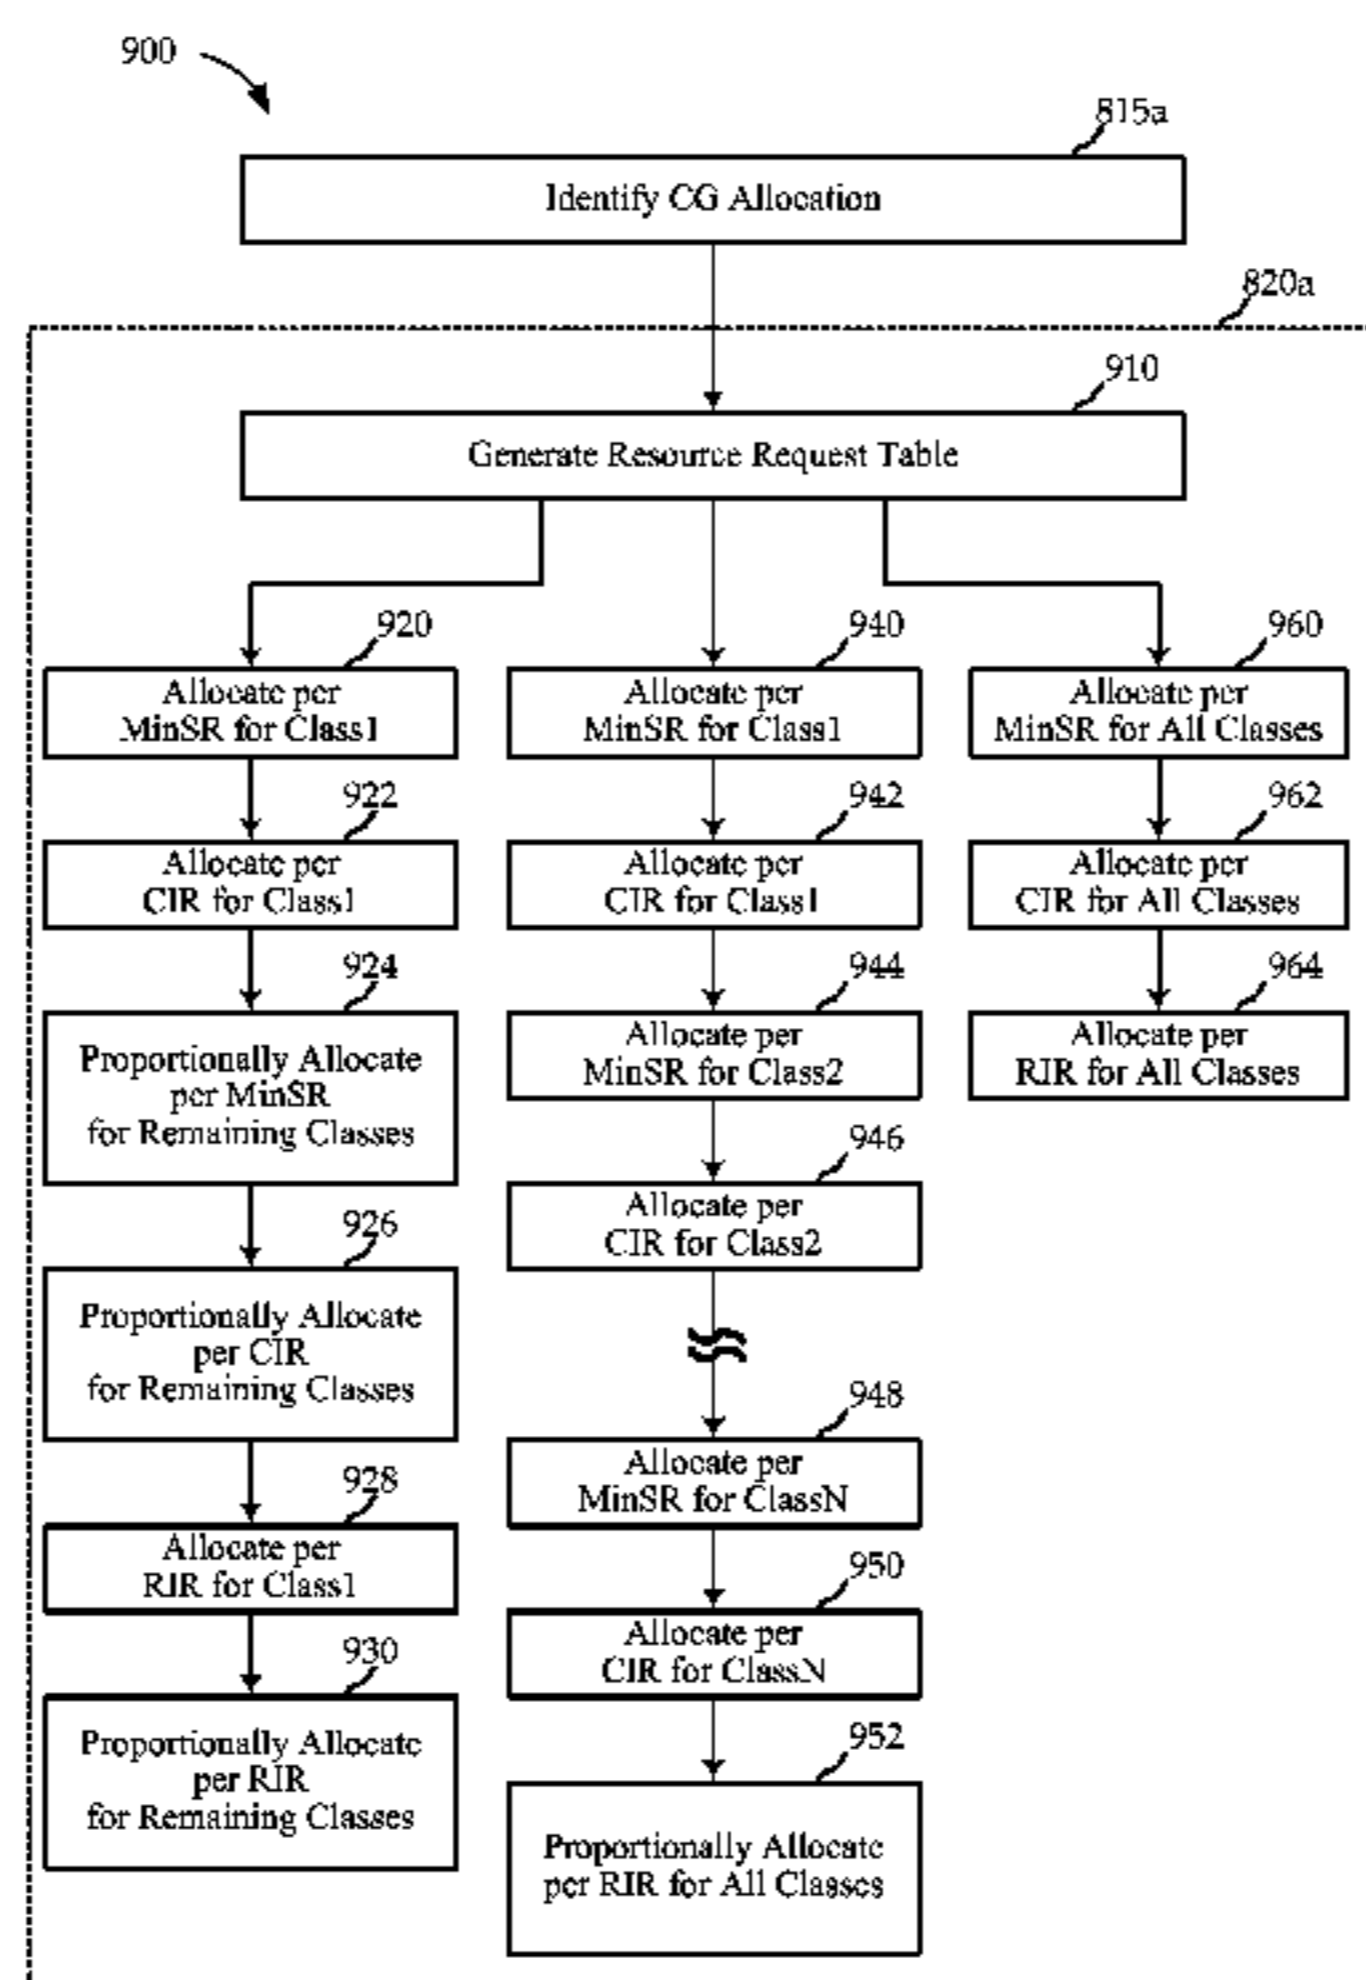 900
815a
Identify CG Allocation
820a
910
Generate Resource Request Table
920
Allocate per
MinSR for Class1
922
Allocate per
CIR for Class1
924
Proportionally Allocate
per MinSR
for Remaining Classes
926
Proportionally Allocate
per CIR
for Remaining Classes
928
Allocate per
RIR for Class1
930
Proportionally Allocate
per RIR
for Remaining Classes
940
Allocate per
MinSR for Class1
942
Allocate per
CIR for Class1
944
Allocate per
MinSR for Class2
946
Allocate per
CIR for Class2
948
Allocate per
MinSR for ClassN
950
Allocate per
CIR for ClassN
952
Proportionally Allocate
per RIR for All Classes
960
Allocate per
MinSR for All Classes
962
Allocate per
CIR for All Classes
964
Allocate per
RIR for All Classes